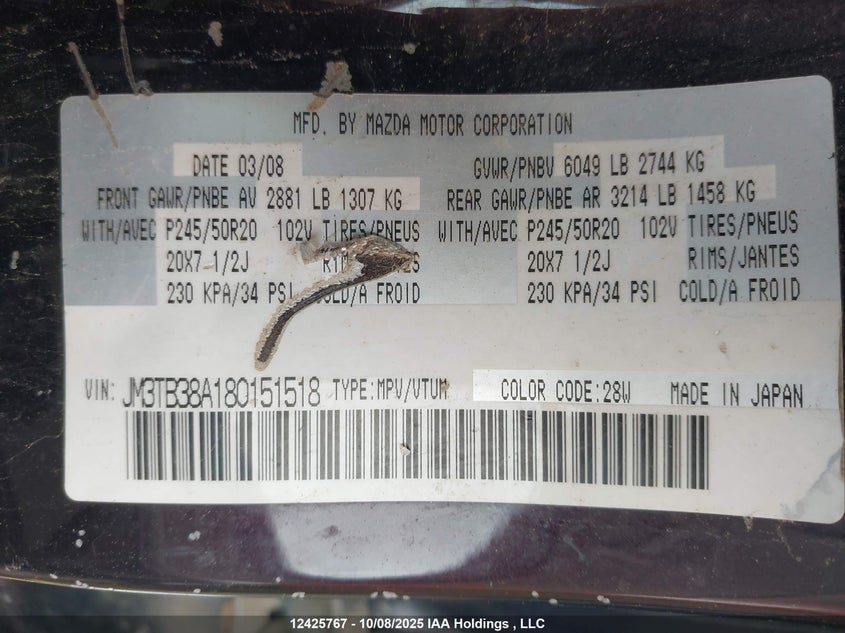 MFD. BY MAZDA MOTOR CORPORATION
DATE 03/08 GVWR/PNBV 6049 LB 2744 KG
FRONT GAWR/PNBE AV 2881 LB 1307 KG REAR GAWR/PNBE AR 3214 LB 1458 KG
WITH/AVEC P245/50R20 102V TIRES/PNEUS WITH/AVEC P245/50R20 102V TIRES/PNEUS
20X7 1/2J 20X7 1/2J RIMS/JANTES
230 KPA/34 PSI COLD/A FROID 230 KPA/34 PSI COLD/A FROID
VIN: JM3TB38A180151518 TYPE:MPV/VTUM COLOR CODE:28W MADE IN JAPAN
12425767 - 10/08/2025 IAA Holdings , LLC